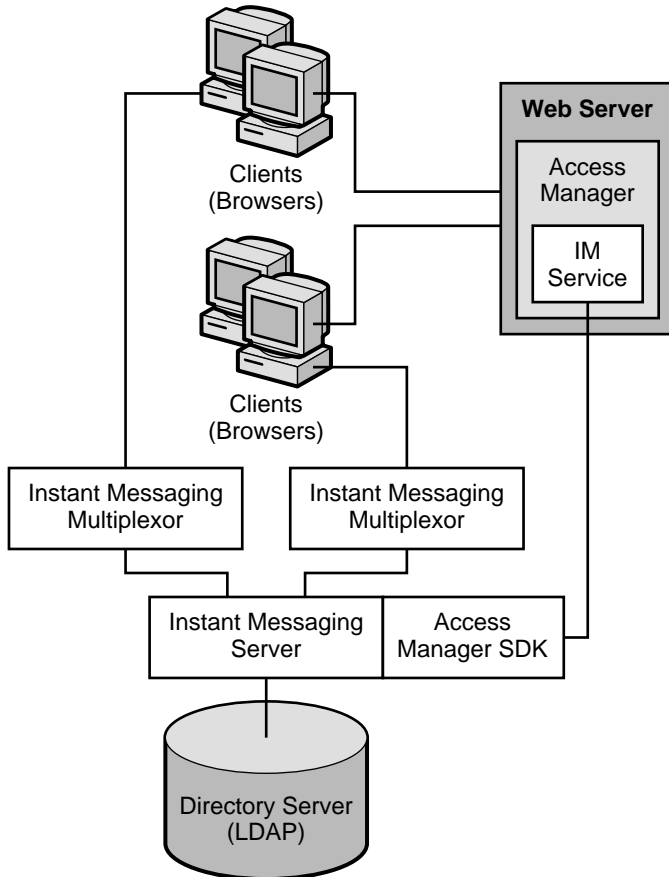 Clients
(Browsers)
Web Server
Access
Manager
IM
Service
Clients
(Browsers)
Instant Messaging
Multiplexor
Instant Messaging
Multiplexor
Instant Messaging
Server
Access
Manager SDK
Directory Server
(LDAP)